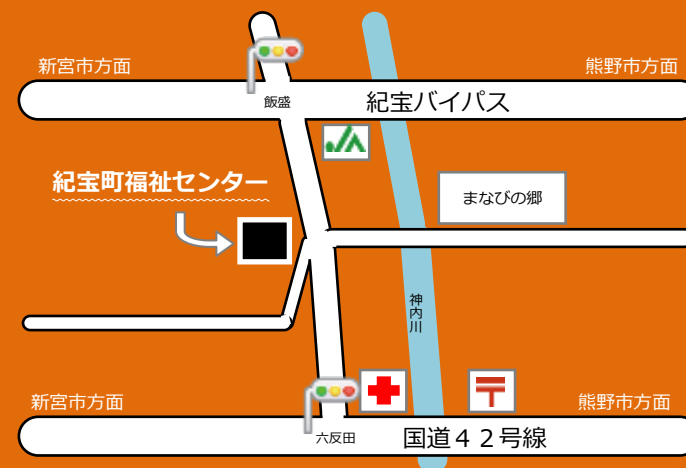 新宮市方面
熊野市方面
飯盛
紀宝バイパス
JA
紀宝町福祉センター
まなびの郷
神内川
新宮市方面
熊野市方面
六反田
国道４２号線